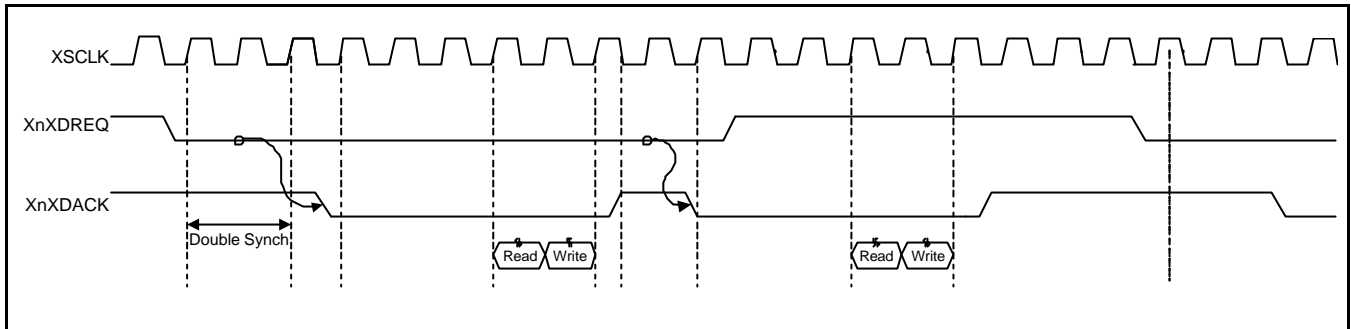 XSCLK
XnXDREQ
XnXDACK
Double Synch
Read Write Read Write